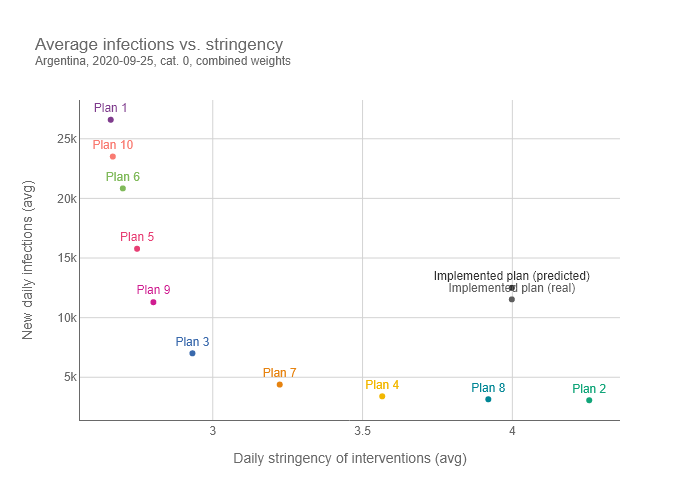 Average infections vs. stringency
Argentina, 2020-09-25, cat. 0, combined weights
New daily infections (avg)
25k
20k
15k
10k
5k
Plan 1
Plan 10
Plan 6
Plan 5
Plan 9
Plan 3
Plan 7
Plan 4
Plan 8
Plan 2
Implemented plan (predicted)
Implemented plan (real)
3
3.5
4
Daily stringency of interventions (avg)